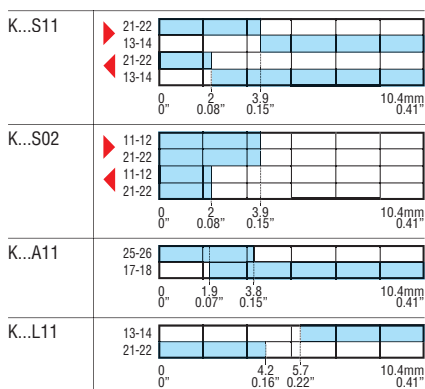 K...S11
21-22
13-14
21-22
13-14
0 2 3.9 10.4mm
0" 0.08" 0.15" 0.41"
K...S02
11-12
21-22
11-12
21-22
0 2 3.9 10.4mm
0" 0.08" 0.15" 0.41"
K...A11
25-26
17-18
0 1.9 3.8 10.4mm
0" 0.07" 0.15" 0.41"
K...L11
13-14
21-22
0 4.2 5.7 10.4mm
0" 0.16" 0.22" 0.41"